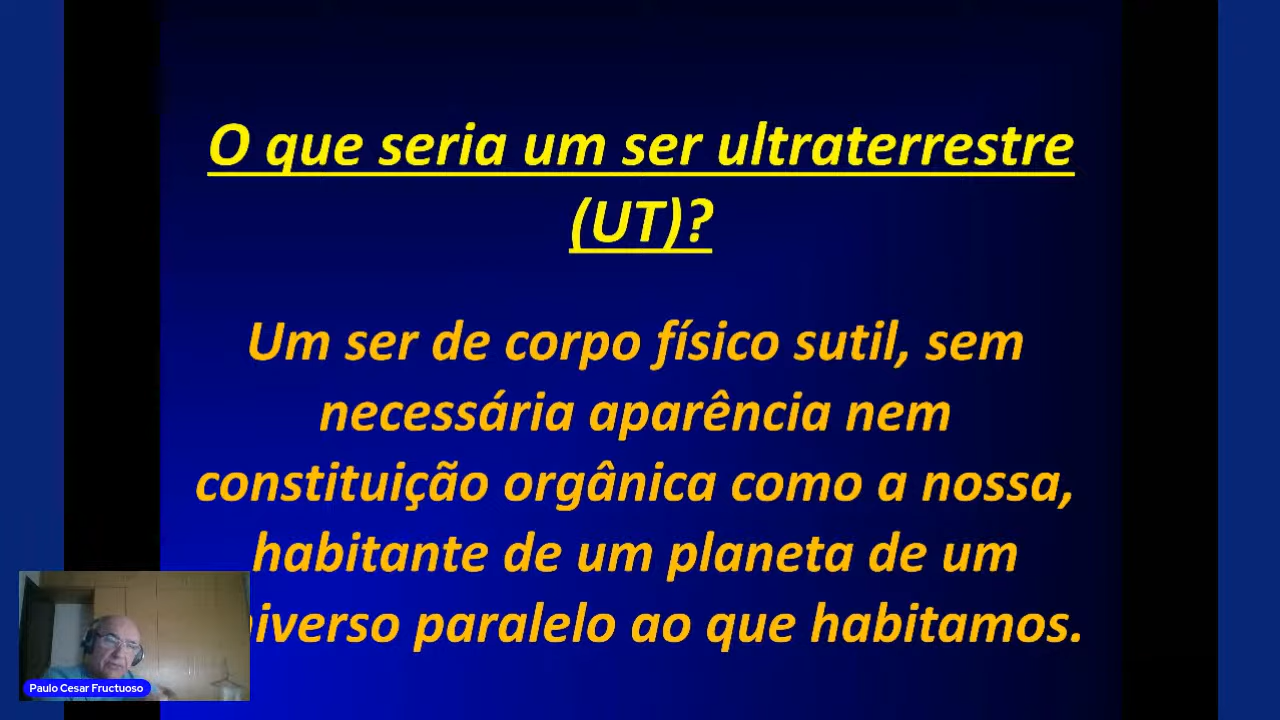 O que seria um ser ultraterrestre
(UT)?
Um ser de corpo físico sutil, sem
necessária aparência nem
constituição orgânica como a nossa,
habitante de um planeta de um
paralelo ao que habitamos.
Paulo Cesar Fructuoso